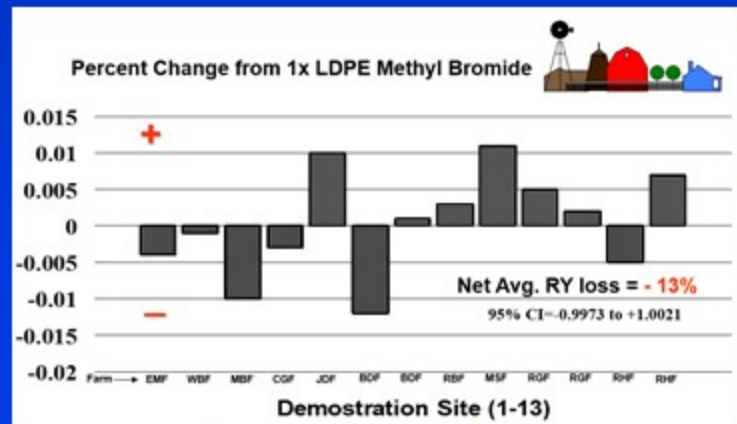 Percent Change from 1x LDPE Methyl Bromide
0.015
+
0.01
0.005
0
-0.005
Net Avg. RY loss = - 13%
-0.01
95% CI=-0.9973 to +1.0021
−
-0.015
-0.02
Farm → EMF WBF MBF CGF JDF BDF BDF RBF MSF RGF RGF RHF RHF
Demostration Site (1-13)